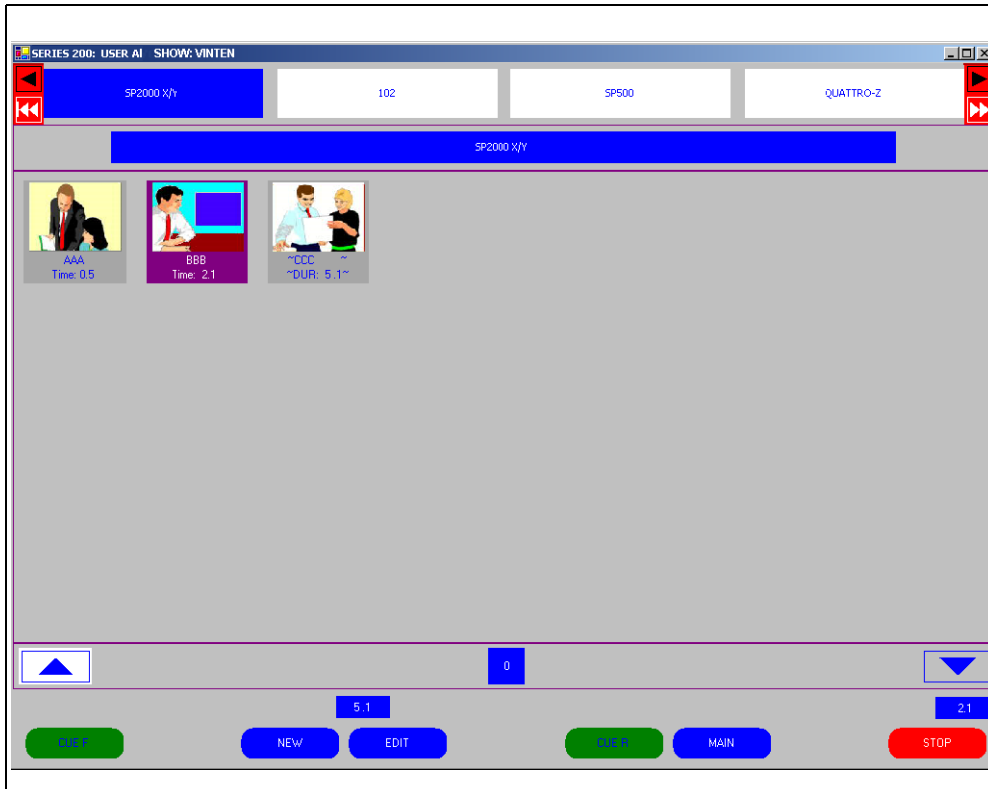 SERIES 200: USER Al SHOW: VINTEN
SP2000 X/Y
102
SP500
QUATTRO-Z
SP2000 X/Y
AAA
Time: 0.5
BBB
Time: 2.1
~CCC ~
~DUR: 5.1~
0
5.1
2.1
CUE F
NEW
EDIT
CUE R
MAIN
STOP